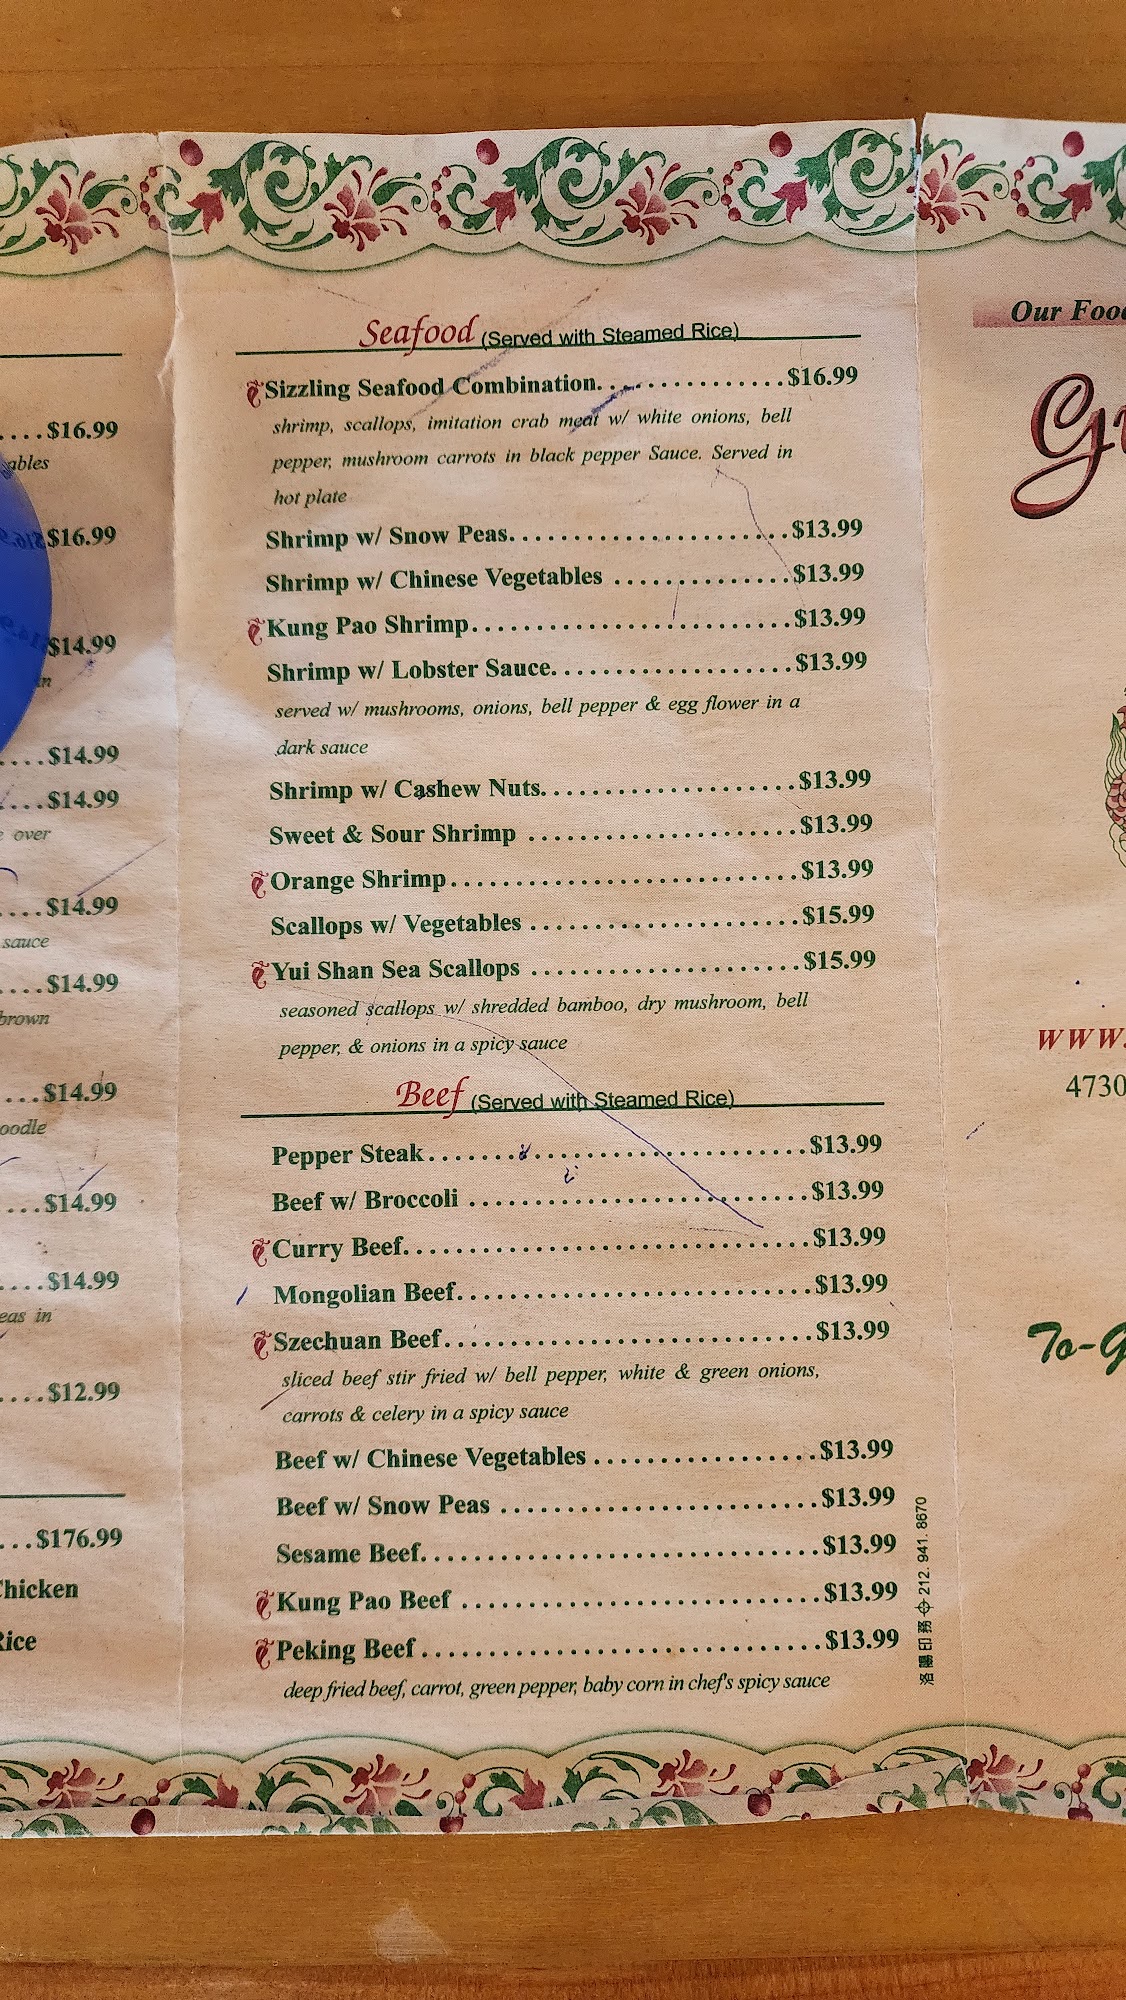 ....$16.99
ables
$16.99
$14.99
....$14.99
....$14.99
over
....$14.99
sauce
....$14.99
brown
...$14.99
oodle
...$14.99
....$14.99
eas in
....$12.99
...$176.99
Chicken
Rice
Seafood (Served with Steamed Rice)
Sizzling Seafood Combination...............$16.99
shrimp, scallops, imitation crab meat w/ white onions, bell
pepper, mushroom carrots in black pepper Sauce. Served in
hot plate
Shrimp w/ Snow Peas......................$13.99
Shrimp w/ Chinese Vegetables ..............$13.99
Kung Pao Shrimp.........................$13.99
Shrimp w/ Lobster Sauce...................$13.99
served w/ mushrooms, onions, bell pepper & egg flower in a
dark sauce
Shrimp w/ Cashew Nuts....................$13.99
Sweet & Sour Shrimp .....................$13.99
Orange Shrimp...........................$13.99
Scallops w/ Vegetables .....................$15.99
Yui Shan Sea Scallops .....................$15.99
seasoned scallops w/ shredded bamboo, dry mushroom, bell
pepper, & onions in a spicy sauce
Beef (Served with Steamed Rice)
Pepper Steak..............................$13.99
Beef w/ Broccoli ..........................$13.99
Curry Beef................................$13.99
Mongolian Beef............................$13.99
Szechuan Beef.............................$13.99
sliced beef stir fried w/ bell pepper, white & green onions,
carrots & celery in a spicy sauce
Beef w/ Chinese Vegetables .................$13.99
Beef w/ Snow Peas ........................$13.99
Sesame Beef...............................$13.99
Kung Pao Beef ............................$13.99
Peking Beef...............................$13.99
deep fried beef, carrot, green pepper, baby corn in chef's spicy sauce
洛陽印務 212. 941. 8670
Our Food
www.
4730
To-G